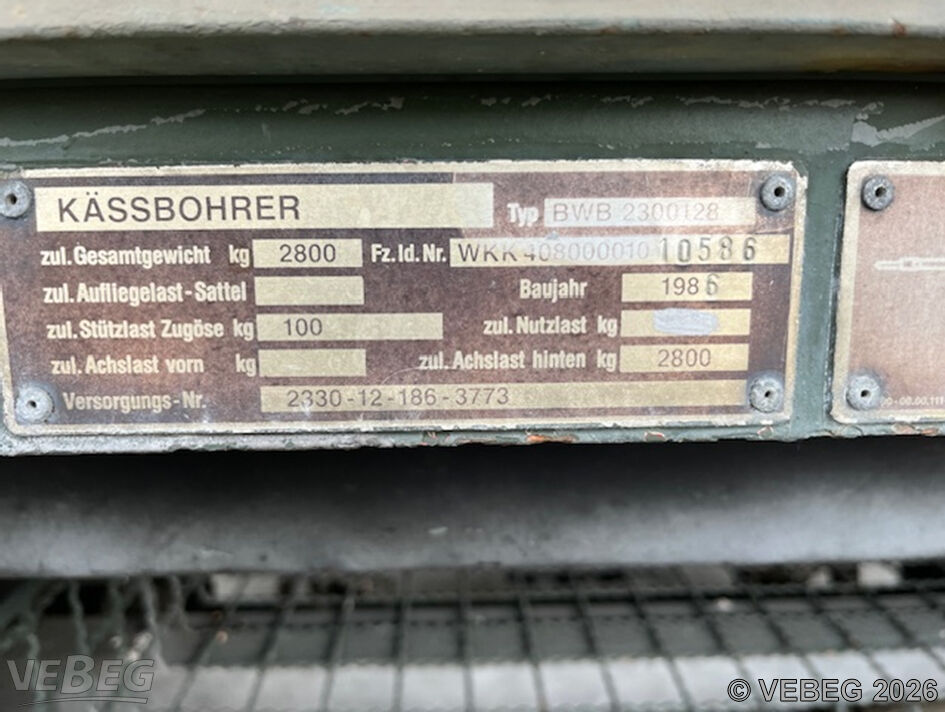 KÄSSBOHRER Typ BWB 2300128
zul. Gesamtgewicht kg 2800 Fz. Id. Nr. WKK 408000010 10586
zul. Aufliegelast-Sattel Baujahr 1986
zul. Stützlast Zugöse kg 100 zul. Nutzlast kg
zul. Achslast vorn kg zul. Achslast hinten kg 2800
Versorgungs-Nr. 2330-12-186-3773
VEBEG
© VEBEG 2026